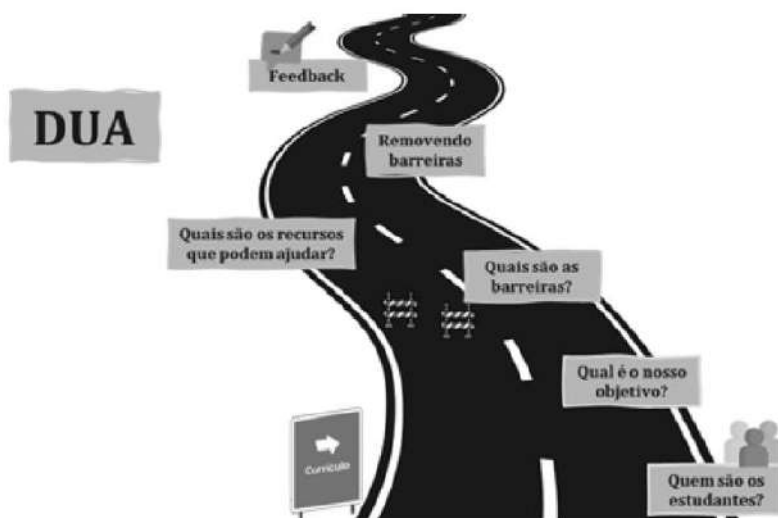 Feedback
DUA
Removendo
barreiras
Quais são os recursos
que podem ajudar?
Quais são as
barreiras?
Qual é o nosso
objetivo?
Currículo
Quem são os
estudantes?